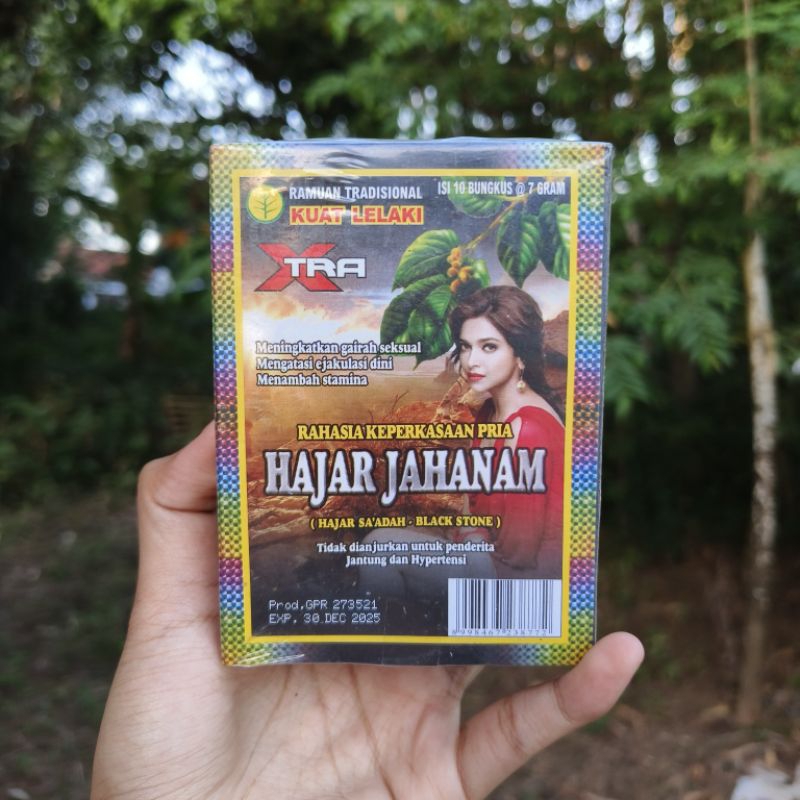 RAMUAN TRADISIONAL
ISI 10 BUNGKUS @ 7 GRAM
KUAT LELAKI
XTRA
Meningkatkan gairah seksual
Mengatasi ejakulasi dini
Menambah stamina
RAHASIA KEPERKASAAN PRIA
HAJAR JAHANAM
( HAJAR SA'ADAH - BLACK STONE )
Tidak dianjurkan untuk penderita
Jantung dan Hypertensi
Prod.GPR 273521
EXP. 30 DEC 2025